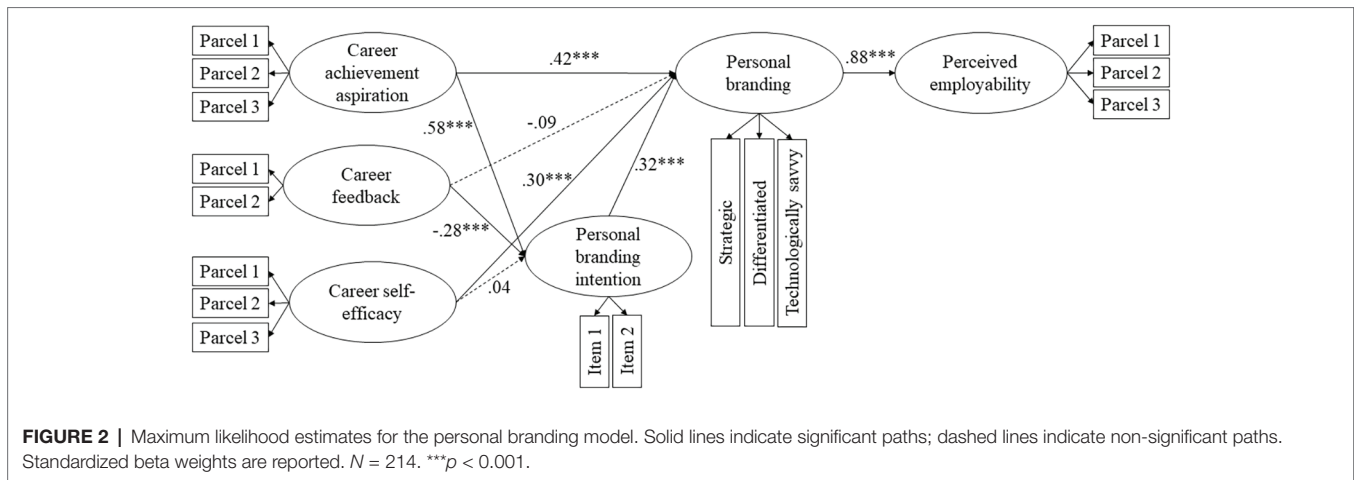 Parcel 1
Parcel 2
Parcel 3
Career
achievement
aspiration
.42***
Personal
branding
.88***
Perceived
employability
Parcel 1
Parcel 2
Parcel 3
.58***
-.09
Parcel 1
Parcel 2
Career
feedback
.30***
.32***
Strategic
Differentiated
Technologically savvy
-.28***
Personal
branding
intention
Parcel 1
Parcel 2
Parcel 3
Career self-
efficacy
.04
Item 1
Item 2
FIGURE 2 | Maximum likelihood estimates for the personal branding model. Solid lines indicate significant paths; dashed lines indicate non-significant paths.
Standardized beta weights are reported. N = 214. ***p < 0.001.